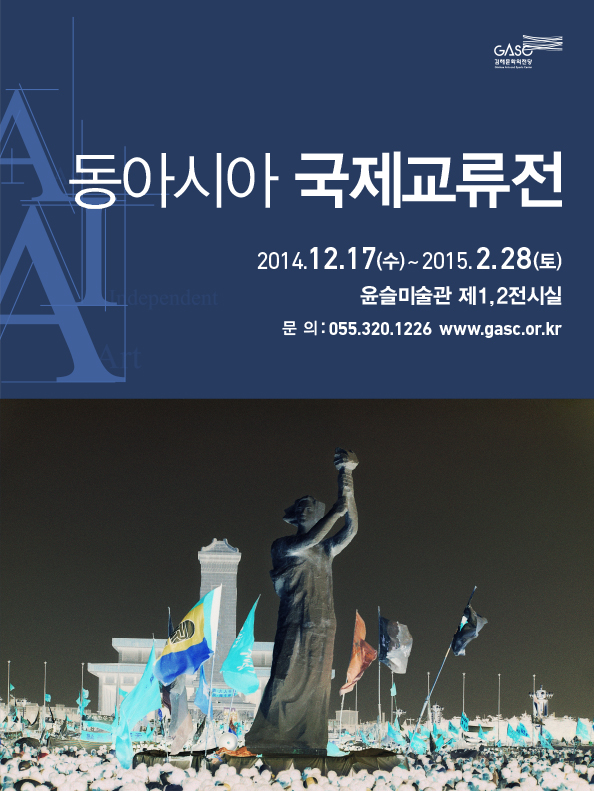 GASC
김해문화의전당
A
동아시아 국제교류전
2014.12.17(수)~2015.2.28(토)
AI
Independent
윤슬미술관 제1,2전시실
문 의:055.320.1226 www.gasc.or.kr
Art